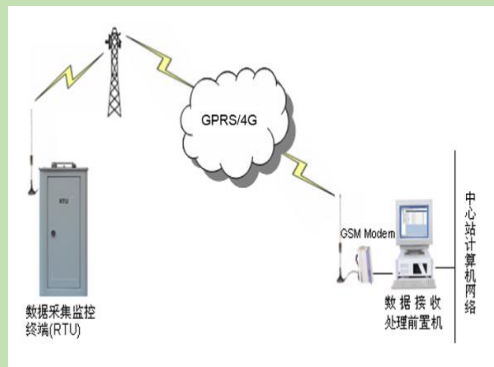 GPRS/4G
RTU
GSM Modem
数据采集监控
终端(RTU)
数据接收
处理前置机
中心站计算机网络